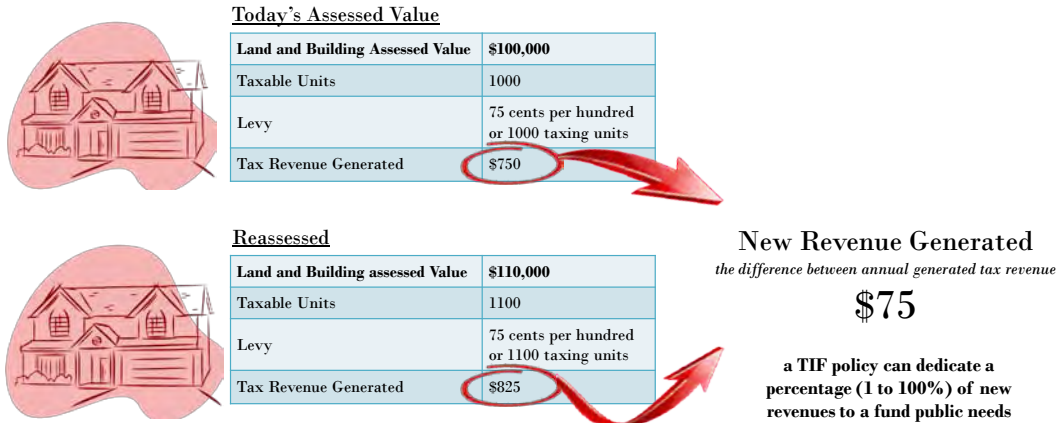 Today's Assessed Value
Land and Building Assessed Value $100,000
Taxable Units 1000
Levy 75 cents per hundred
or 1000 taxing units
Tax Revenue Generated $750
Reassessed
Land and Building assessed Value $110,000
Taxable Units 1100
Levy 75 cents per hundred
or 1100 taxing units
Tax Revenue Generated $825
New Revenue Generated
the difference between annual generated tax revenue
$75
a TIF policy can dedicate a
percentage (1 to 100%) of new
revenues to a fund public needs